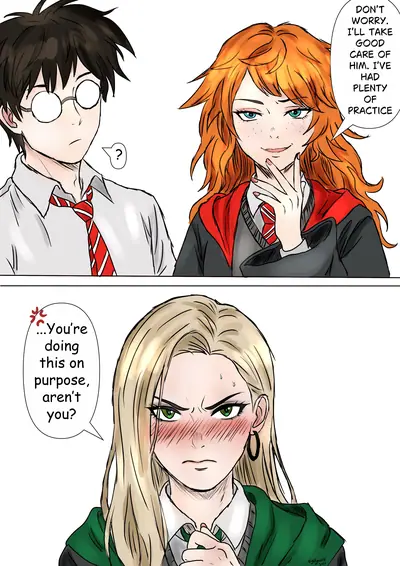 DON'T
WORRY.
I'LL TAKE
GOOD
CARE OF
HIM. I'VE
HAD
PLENTY
OF
PRACTICE
?
...You're
doing
this on
purpose,
aren't
you?